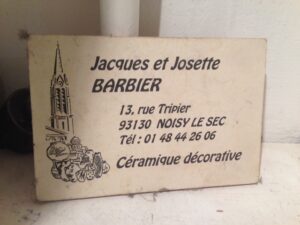 Jacques et Josette
BARBIER
13, rue Tripier
93130 NOISY LE SEC
Tél : 01 48 44 26 06
Céramique décorative